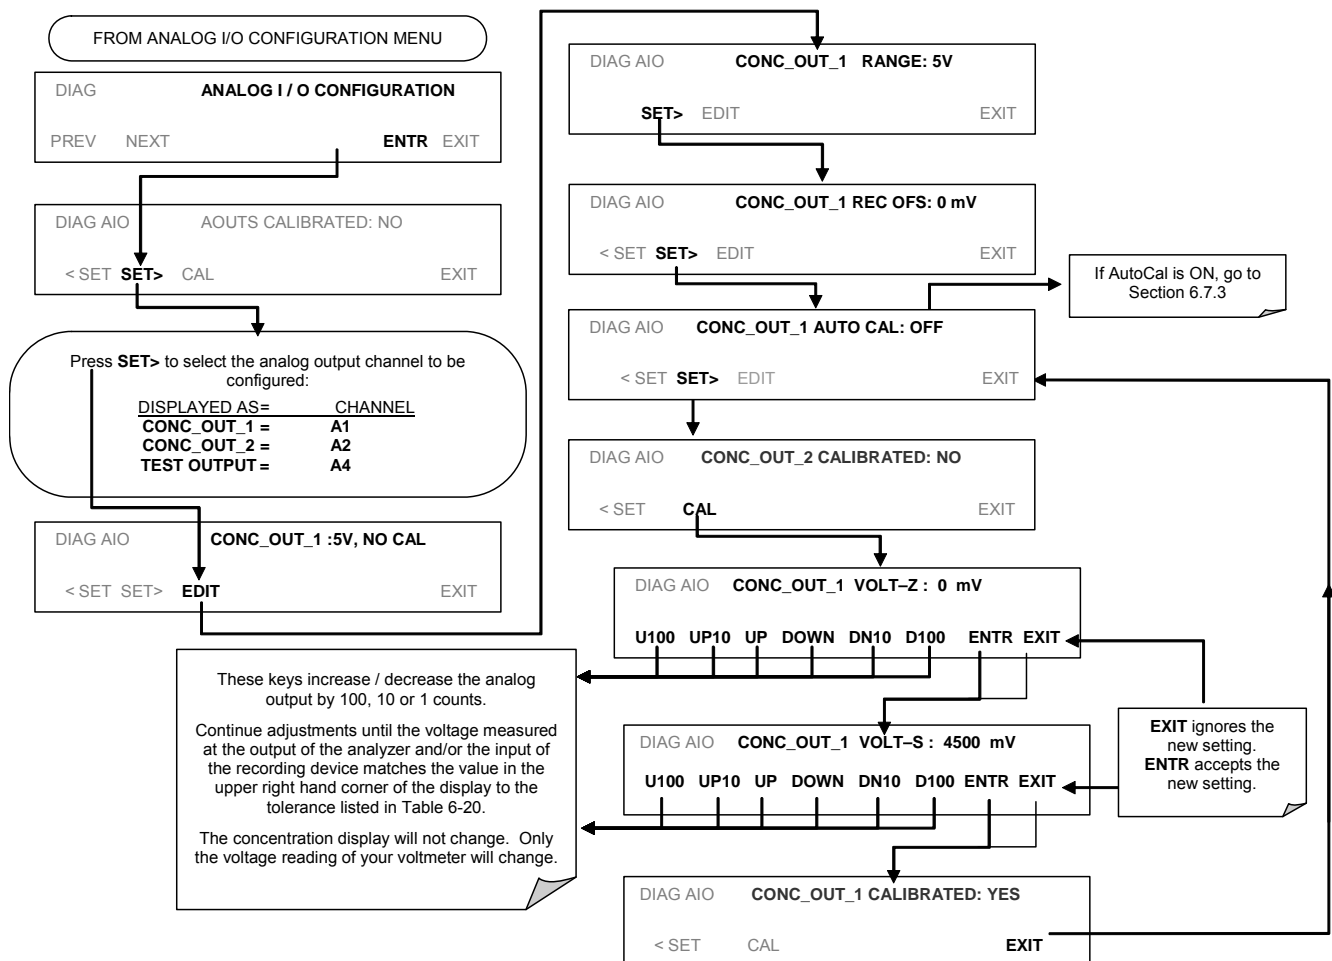 FROM ANALOG I/O CONFIGURATION MENU
DIAG ANALOG I / O CONFIGURATION
PREV NEXT ENTR EXIT
DIAG AIO AOUTS CALIBRATED: NO
< SET SET> CAL EXIT
Press SET> to select the analog output channel to be
configured:
DISPLAYED AS= CHANNEL
CONC_OUT_1 = A1
CONC_OUT_2 = A2
TEST OUTPUT = A4
DIAG AIO CONC_OUT_1 :5V, NO CAL
< SET SET> EDIT EXIT
These keys increase / decrease the analog
output by 100, 10 or 1 counts.
Continue adjustments until the voltage measured
at the output of the analyzer and/or the input of
the recording device matches the value in the
upper right hand corner of the display to the
tolerance listed in Table 6-20.
The concentration display will not change. Only
the voltage reading of your voltmeter will change.
DIAG AIO CONC_OUT_1 RANGE: 5V
SET> EDIT EXIT
DIAG AIO CONC_OUT_1 REC OFS: 0 mV
< SET SET> EDIT EXIT
If AutoCal is ON, go to
Section 6.7.3
DIAG AIO CONC_OUT_1 AUTO CAL: OFF
< SET SET> EDIT EXIT
DIAG AIO CONC_OUT_2 CALIBRATED: NO
< SET CAL EXIT
DIAG AIO CONC_OUT_1 VOLT–Z : 0 mV
U100 UP10 UP DOWN DN10 D100 ENTR EXIT
DIAG AIO CONC_OUT_1 VOLT–S : 4500 mV
U100 UP10 UP DOWN DN10 D100 ENTR EXIT
EXIT ignores the
new setting.
ENTR accepts the
new setting.
DIAG AIO CONC_OUT_1 CALIBRATED: YES
< SET CAL EXIT